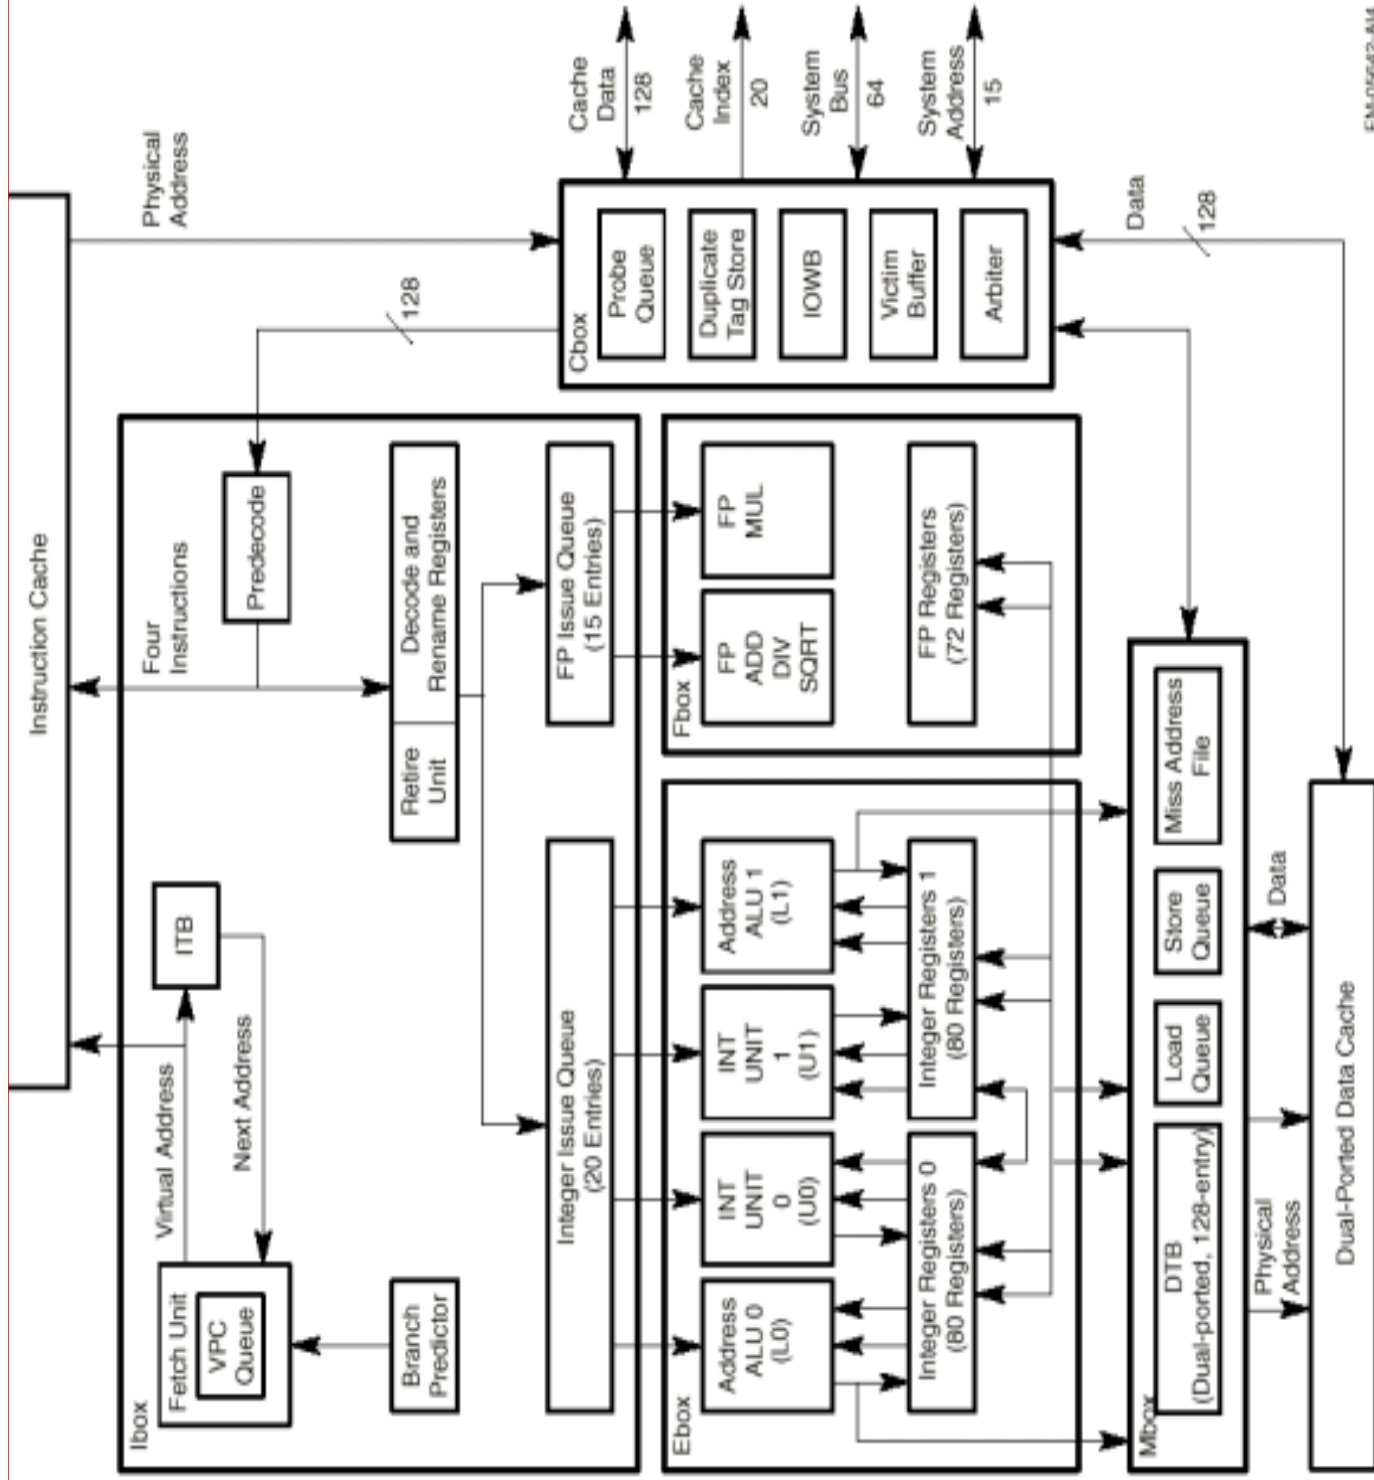 Instruction Cache
Ibox
Fetch Unit
VPC
Queue
Virtual Address
Next Address
ITB
Branch
Predictor
Four
Instructions
Predecode
Retire
Unit
Decode and
Rename Registers
Integer Issue Queue
(20 Entries)
FP Issue Queue
(15 Entries)
128
Physical
Address
Ebox
Address
ALU 0
(L0)
INT
UNIT
0
(U0)
INT
UNIT
1
(U1)
Address
ALU 1
(L1)
Integer Registers 0
(80 Registers)
Integer Registers 1
(80 Registers)
Fbox
FP
ADD
DIV
SQRT
FP
MUL
FP Registers
(72 Registers)
Cbox
Probe
Queue
Duplicate
Tag Store
IOWB
Victim
Buffer
Arbiter
Cache
Data
128
Cache
Index
20
System
Bus
64
System
Address
15
Data
128
Mbox
DTB
(Dual-ported, 128-entry)
Load
Queue
Store
Queue
Miss Address
File
Physical
Address
Data
Dual-Ported Data Cache